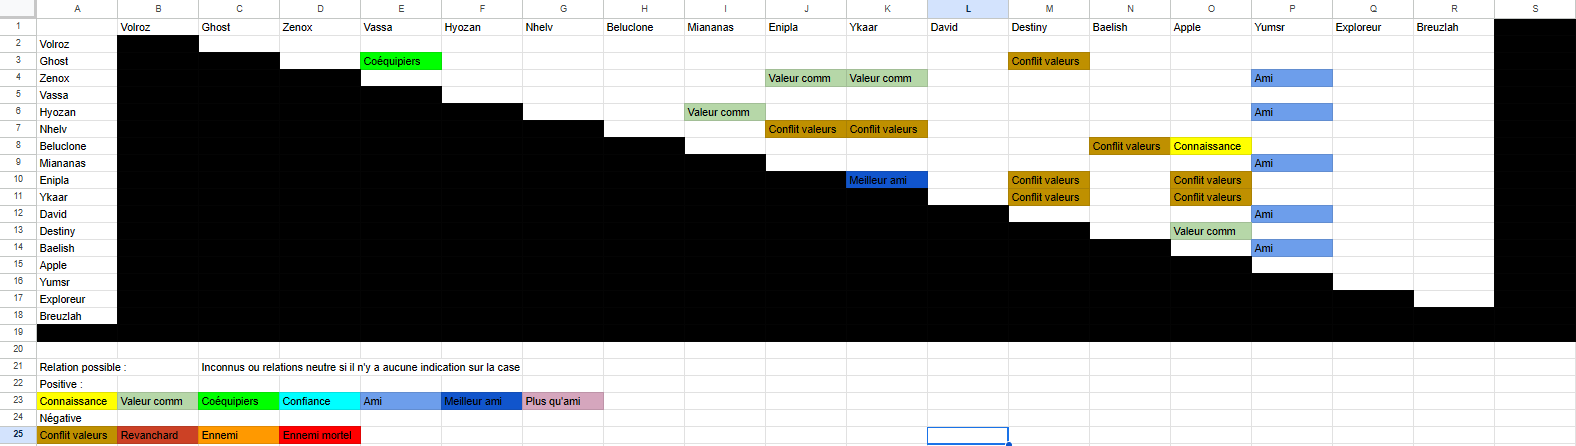 A B C D E F G H I J K L M N O P Q R S
1 Volroz Ghost Zenox Vassa Hyozan Nhelv Beluclone Miananas Enipla Ykaar David Destiny Baelish Apple Yumsr Exploreur Breuzlah
2 Volroz
3 Ghost Coéquipiers Conflit valeurs
4 Zenox Valeur comm Valeur comm Ami
5 Vassa
6 Hyozan Valeur comm Ami
7 Nhelv Conflit valeurs Conflit valeurs
8 Beluclone Conflit valeurs Connaissance
9 Miananas Ami
10 Enipla Meilleur ami Conflit valeurs Conflit valeurs
11 Ykaar Conflit valeurs Conflit valeurs
12 David Ami
13 Destiny Valeur comm
14 Baelish Ami
15 Apple
16 Yumsr
17 Exploreur
18 Breuzlah
19
20
21 Relation possible : Inconnus ou relations neutre si il n'y a aucune indication sur la case
22 Positive :
23 Connaissance Valeur comm Coéquipiers Confiance Ami Meilleur ami Plus qu'ami
24 Négative
25 Conflit valeurs Revanchard Ennemi Ennemi mortel